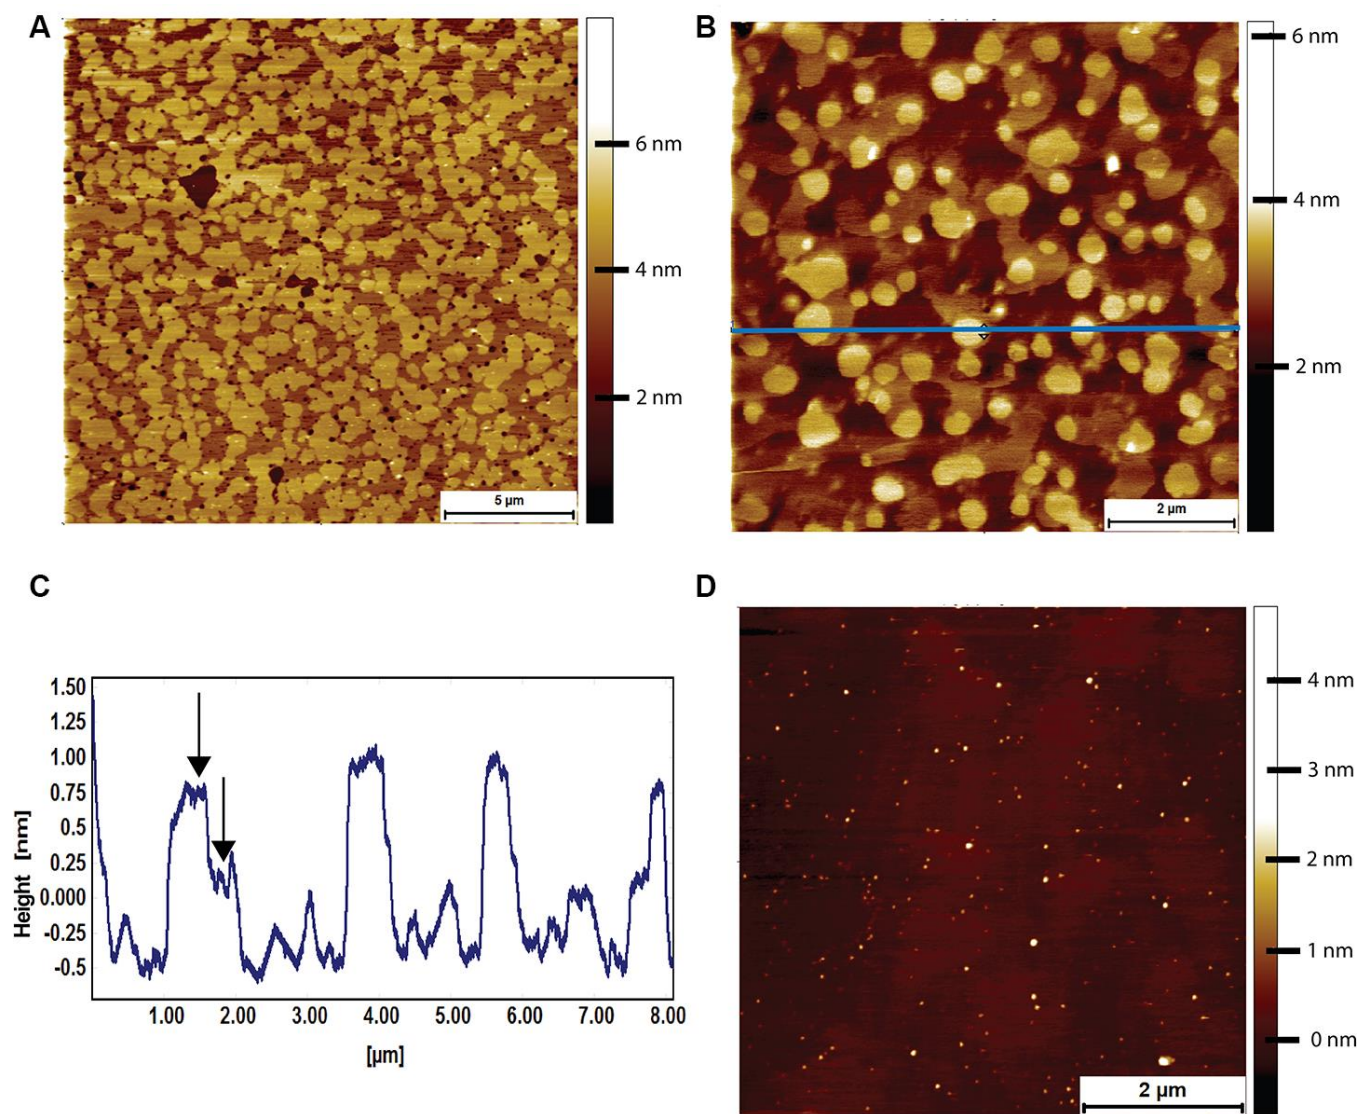 A
6 nm
4 nm
2 nm
5 µm
B
6 nm
4 nm
2 nm
2 µm
C
1.50
1.25
1.00
0.75
0.5
0.25
0.000
-0.25
-0.5
Height [nm]
1.00 2.00 3.00 4.00 5.00 6.00 7.00 8.00
[µm]
D
4 nm
3 nm
2 nm
1 nm
0 nm
2 µm